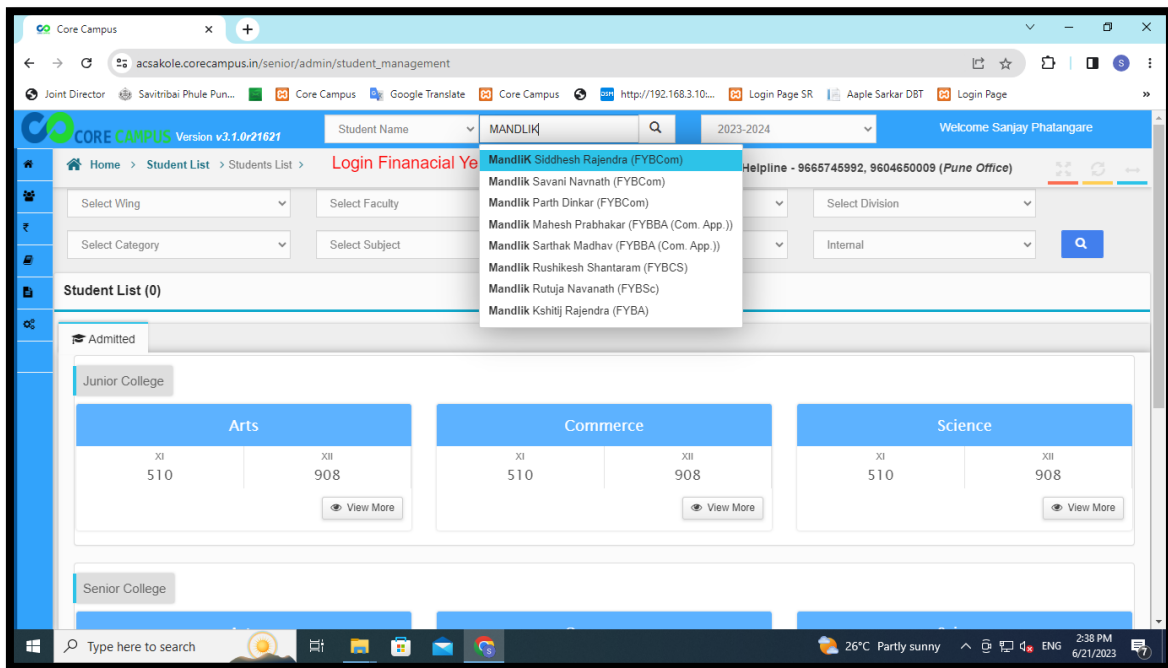 Core Campus
acsakole.corecampus.in/senior/admin/student_management
S
Joint Director Savitribai Phule Pun... Core Campus Google Translate Core Campus http://192.168.3.10:... Login Page SR Aaple Sarkar DBT Login Page »
CORE CAMPUS Version v3.1.0r21621 Student Name MANDLIK 2023-2024 Welcome Sanjay Phatangare
Home > Student List > Students List > Login Finanacial Ye Helpline - 9665745992, 9604650009 (Pune Office)
MandliK Siddhesh Rajendra (FYBCom)
Mandlik Savani Navnath (FYBCom)
Mandlik Parth Dinkar (FYBCom)
Mandlik Mahesh Prabhakar (FYBBA (Com. App.))
Mandlik Sarthak Madhav (FYBBA (Com. App.))
Mandlik Rushikesh Shantaram (FYBCS)
Mandlik Rutuja Navanath (FYBSc)
Mandlik Kshitij Rajendra (FYBA)
Select Wing Select Faculty Select Division
Select Category Select Subject Internal
Student List (0)
Admitted
Junior College
Arts Commerce Science
XI XII XI XII XI XII
510 908 510 908 510 908
View More View More View More
Senior College
Type here to search 26°C Partly sunny ENG 2:38 PM
6/21/2023